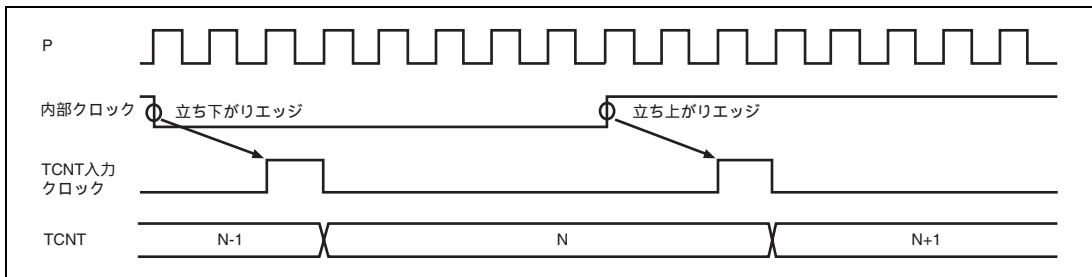 P
内部クロック
立ち下がりエッジ
立ち上がりエッジ
TCNT入力
クロック
TCNT
N-1
N
N+1